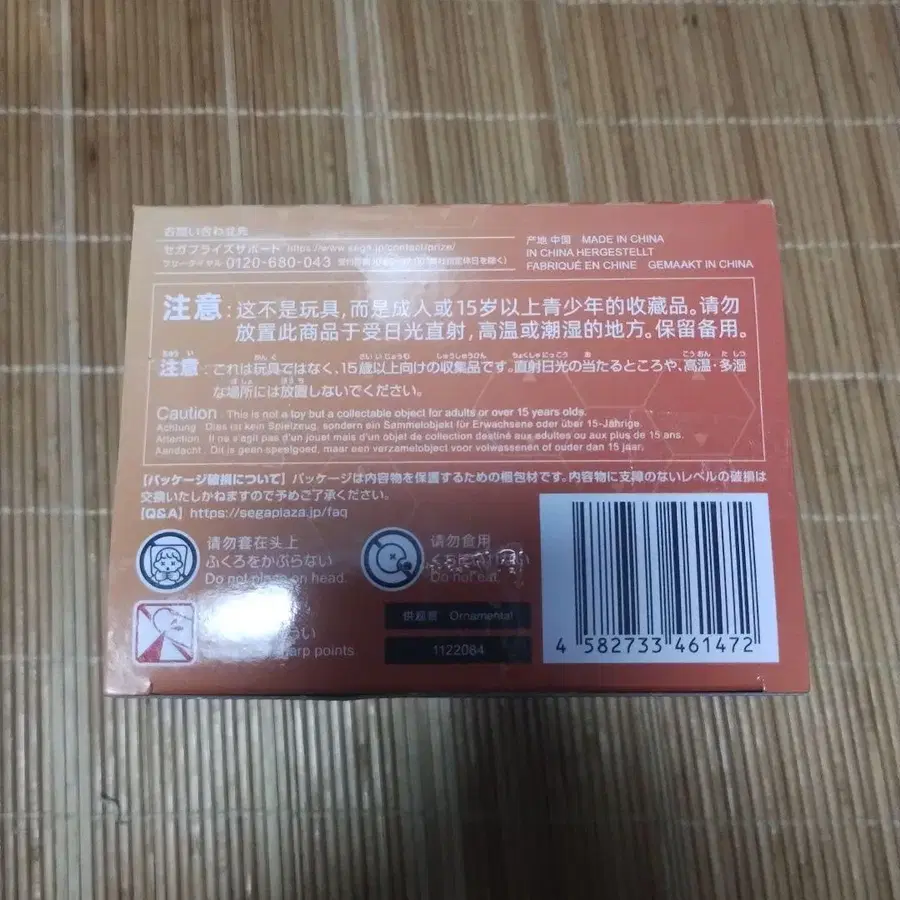 お問い合わせ先
セガプライズサポート https://www.sega.jp/contact/prize/
フリーダイヤル 0120-680-043 日を除く)
产地 中国 MADE IN CHINA
IN CHINA HERGESTELLT
FABRIQUÉ EN CHINE GEMAAKT IN CHINA
注意：这不是玩具，而是成人或15岁以上青少年的收藏品。请勿
放置此商品于受日光直射，高温或潮湿的地方。保留备用。
注意：これは玩具ではなく、15歳以上向けの収集品です。直射日光の当たるところや、高温・多湿
な場所には放置しないでください。
Caution This is not a toy but a collectable object for adults or over 15 years olds.
Achtung Dies ist kein Spielzeug, sondern ein Sammelobjekt für Erwachsene oder über 15-Jährige.
Attention Il ne s'agit pas d'un jouet mais d'un objet de collection destiné aux adultes ou aux plus de 15 ans.
Aandacht Dit is geen speelgoed, maar een verzamelobject voor volwassenen of ouder dan 15 jaar.
【パッケージ破損について】パッケージは内容物を保護するための梱包材です。内容物に支障のないレベルの破損は
交換いたしかねますので予めご了承ください。
【Q&A】https://segaplaza.jp/faq
请勿套在头上
ふくろをかぶらない
Do not place on head.
请勿食用
Do not eat.
らい
sharp points
Ornamental
1122084
4 582733 461472